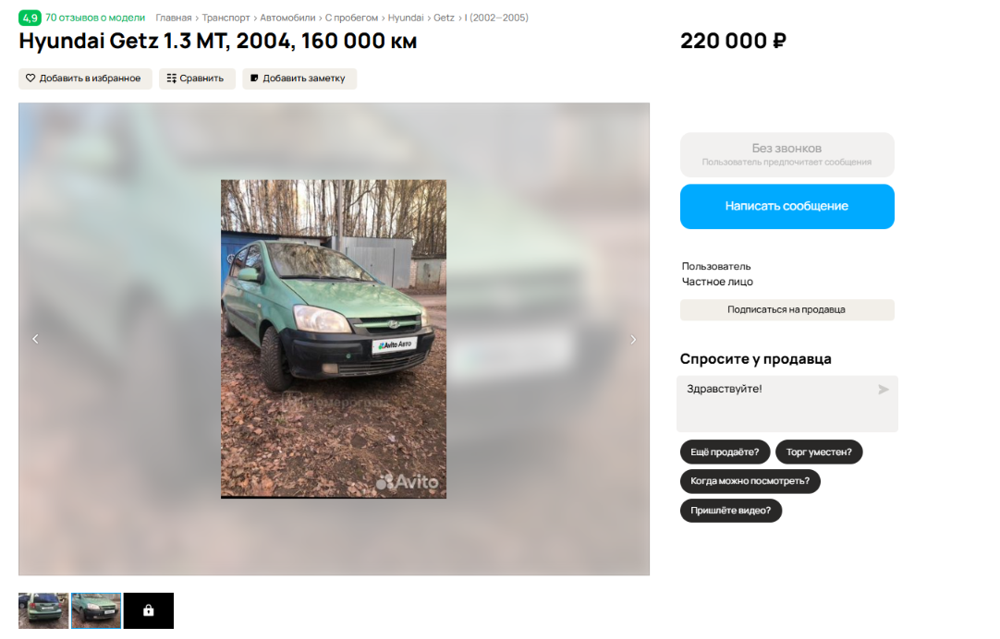 4,9 70 отзывов о модели Главная › Транспорт › Автомобили › С пробегом › Hyundai › Getz › I (2002—2005)
Hyundai Getz 1.3 MT, 2004, 160 000 км
220 000 ₽
Добавить в избранное
Сравнить
Добавить заметку
Без звонков
Пользователь предпочитает сообщения
Написать сообщение
Пользователь
Частное лицо
Подписаться на продавца
Спросите у продавца
Здравствуйте!
Ещё продаёте?
Торг уместен?
Когда можно посмотреть?
Пришлёте видео?
Avito Авто
Avito